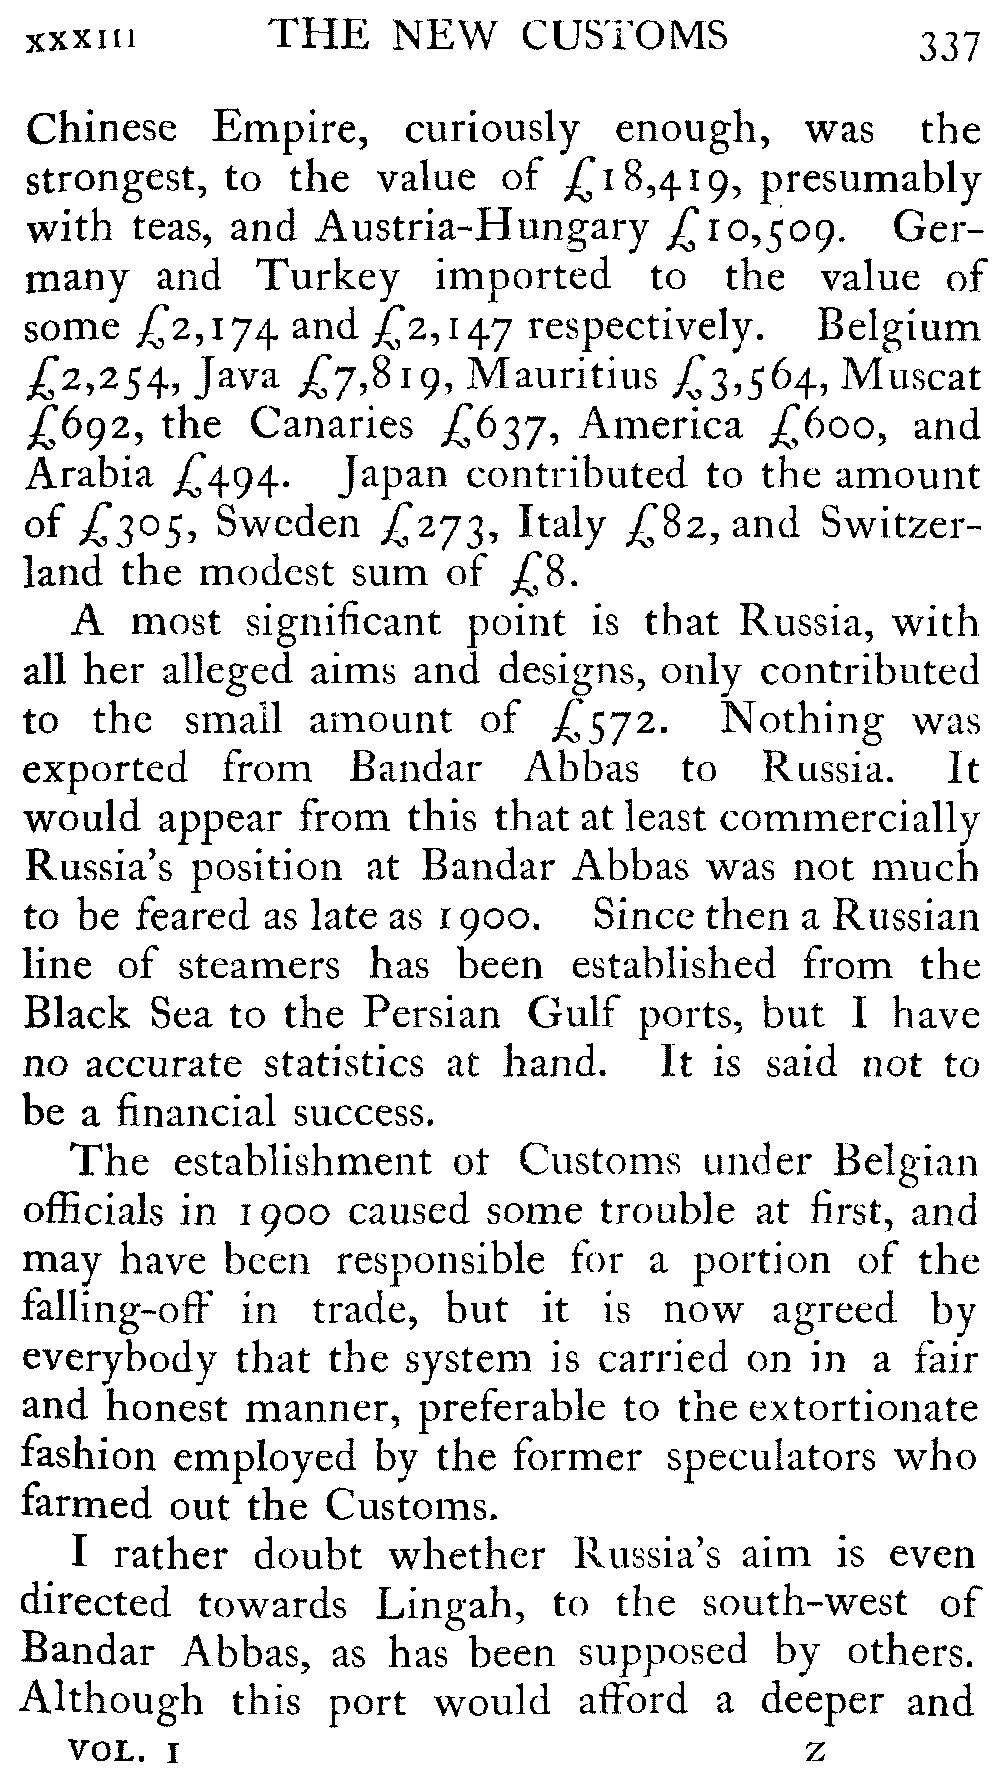 XXXIII THE NEW CUSTOMS 337
Chinese Empire, curiously enough, was the
strongest, to the value of £18,419, presumably
with teas, and Austria-Hungary £10,509. Ger-
many and Turkey imported to the value of
some £2,174 and £2,147 respectively. Belgium
£2,254, Java £7,819, Mauritius £3,564, Muscat
£692, the Canaries £637, America £600, and
Arabia £494. Japan contributed to the amount
of £305, Sweden £273, Italy £82, and Switzer-
land the modest sum of £8.
A most significant point is that Russia, with
all her alleged aims and designs, only contributed
to the small amount of £572. Nothing was
exported from Bandar Abbas to Russia. It
would appear from this that at least commercially
Russia's position at Bandar Abbas was not much
to be feared as late as 1900. Since then a Russian
line of steamers has been established from the
Black Sea to the Persian Gulf ports, but I have
no accurate statistics at hand. It is said not to
be a financial success.
The establishment of Customs under Belgian
officials in 1900 caused some trouble at first, and
may have been responsible for a portion of the
falling-off in trade, but it is now agreed by
everybody that the system is carried on in a fair
and honest manner, preferable to the extortionate
fashion employed by the former speculators who
farmed out the Customs.
I rather doubt whether Russia's aim is even
directed towards Lingah, to the south-west of
Bandar Abbas, as has been supposed by others.
Although this port would afford a deeper and
VOL. I Z